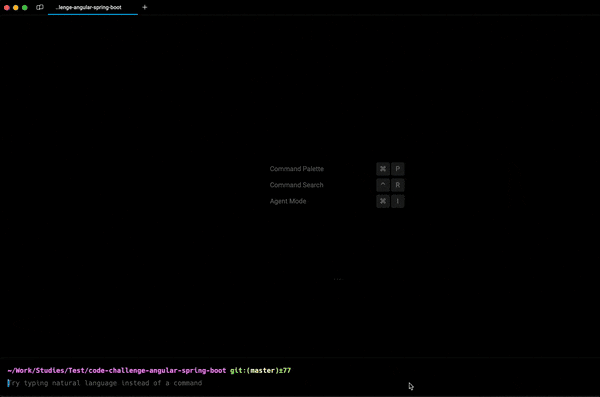 ..lenge-angular-spring-boot +
Command Palette ⌘ P
Command Search ^ R
Agent Mode ⌘ I
~/Work/Studies/Test/code-challenge-angular-spring-boot git:(master)±77
Try typing natural language instead of a command